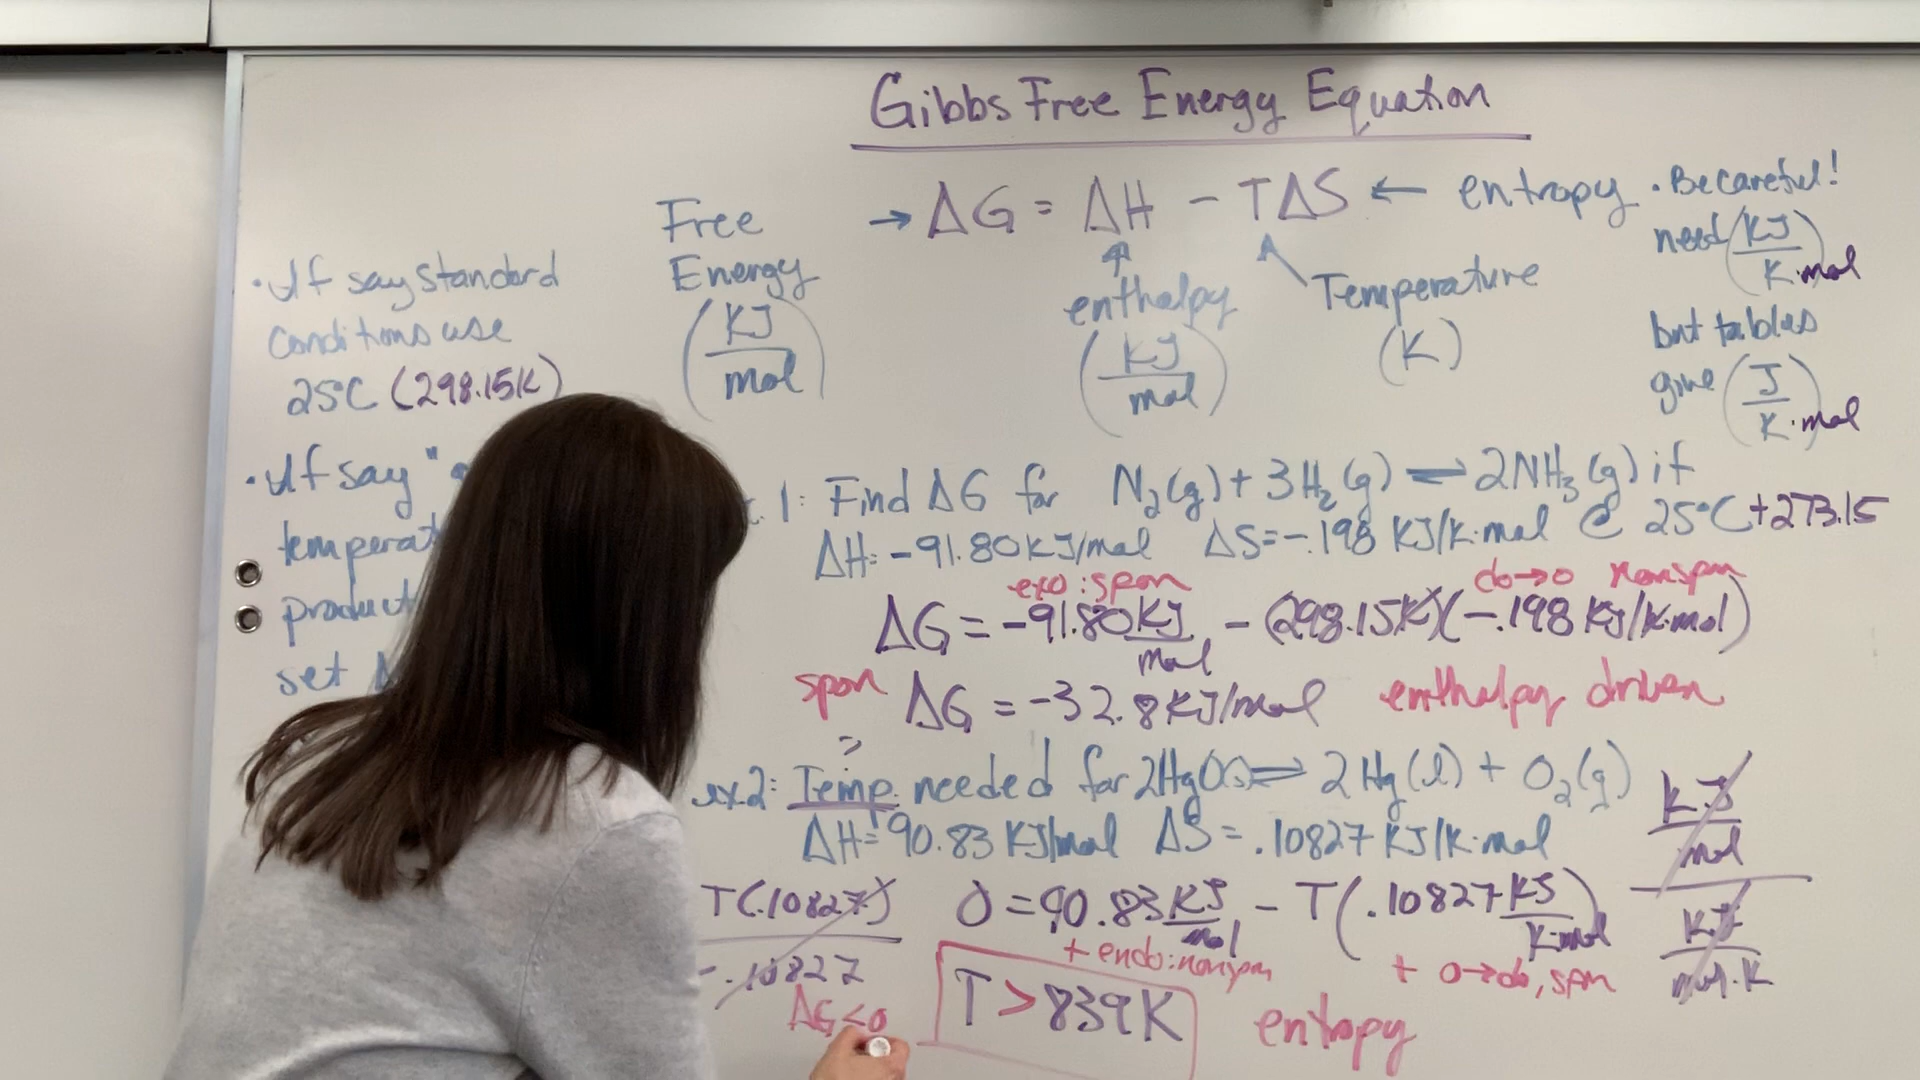 Gibbs Free Energy Equation
→ ΔG = ΔH - TΔS ← entropy
Free
Energy
(KJ/mol)
enthalpy
(KJ/mol)
Temperature
(K)
• Be careful!
need (KJ/K·mol)
but tables
give (J/K·mol)
• If say standard
conditions use
25°C (298.15K)
• If say "
temperat
product
set
1: Find ΔG for N₂(g) + 3H₂(g) ⇌ 2NH₃(g) if
ΔH = -91.80 KJ/mol ΔS = -.198 KJ/K·mol @ 25°C +273.15
exo: spon do→o nonspon
ΔG = -91.80 KJ/mol - (298.15K)(-.198 KJ/K·mol)
spon ΔG = -32.8 KJ/mol enthalpy driven
ex2: Temp. needed for 2HgO(s) ⇌ 2Hg(l) + O₂(g)
ΔH = 90.83 KJ/mol ΔS = .10827 KJ/K·mol
T(.10827) 0 = 90.83 KJ/mol - T(.10827 KJ/K·mol)
-.10827
+ endo: nonspon + o→do, spon
KJ/mol
KJ/mol·K
ΔG<0 T > 839K entropy